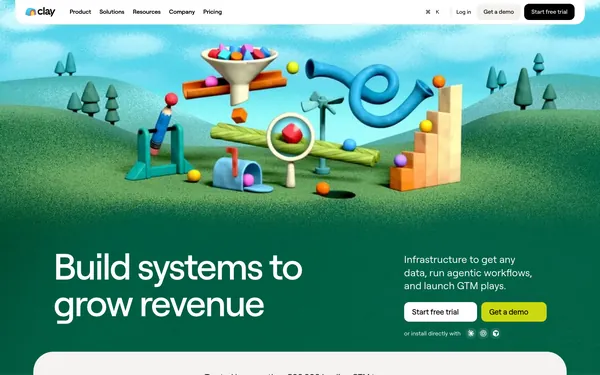 clay
Product Solutions Resources Company Pricing
⌘ K
Log in
Get a demo
Start free trial
Build systems to
grow revenue
Infrastructure to get any
data, run agentic workflows,
and launch GTM plays.
Start free trial
Get a demo
or install directly with